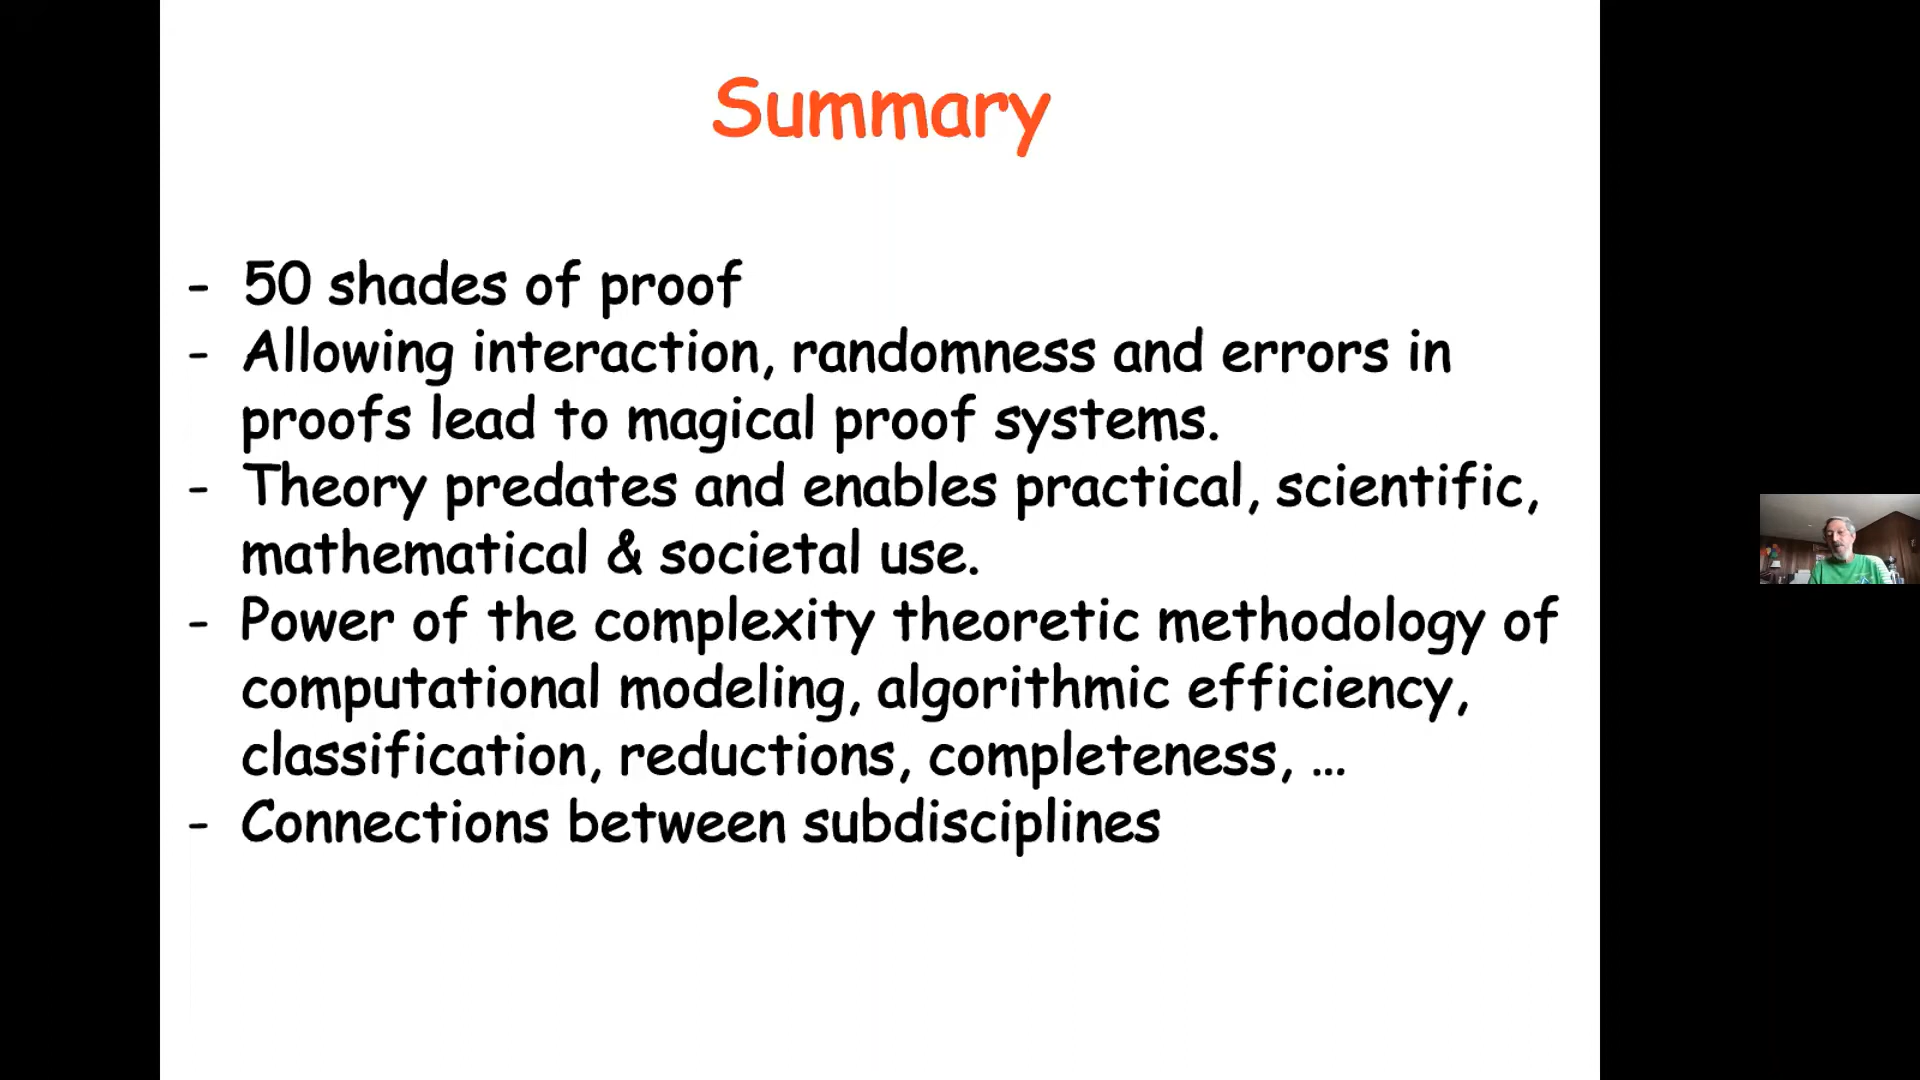 Summary
- 50 shades of proof
- Allowing interaction, randomness and errors in
proofs lead to magical proof systems.
- Theory predates and enables practical, scientific,
mathematical & societal use.
- Power of the complexity theoretic methodology of
computational modeling, algorithmic efficiency,
classification, reductions, completeness, …
- Connections between subdisciplines